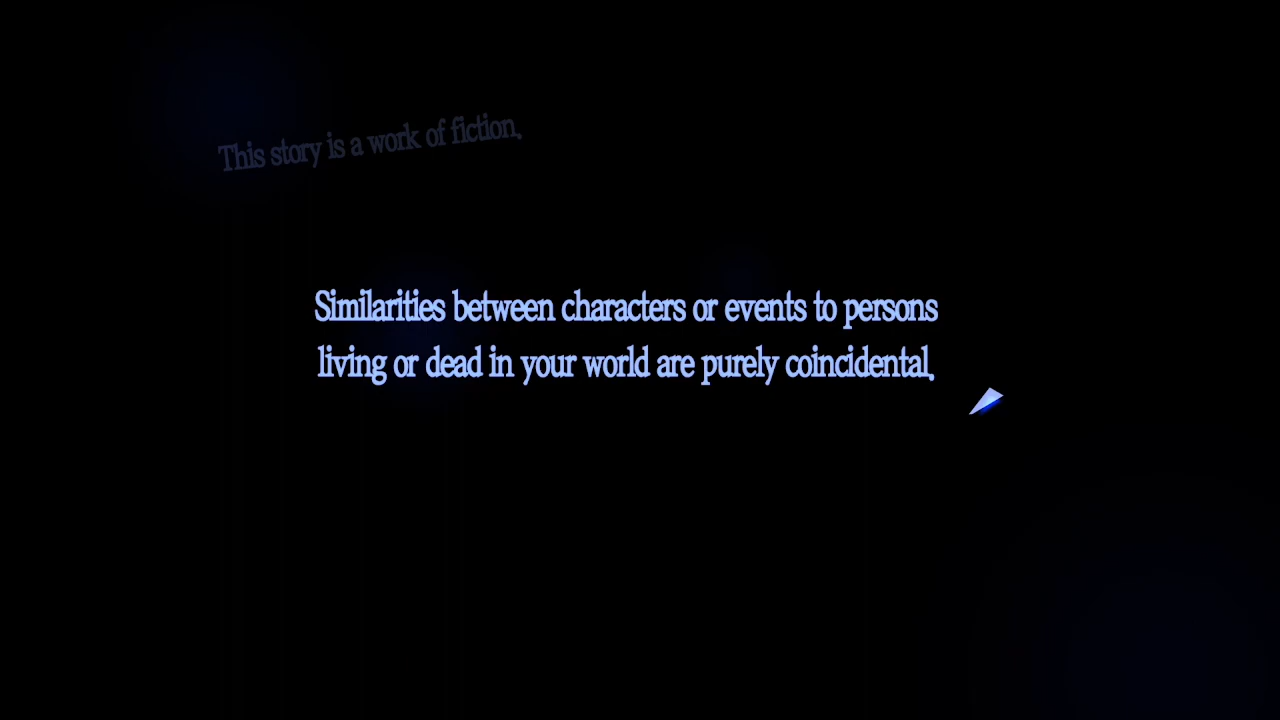 This story is a work of fiction.
Similarities between characters or events to persons
living or dead in your world are purely coincidental.